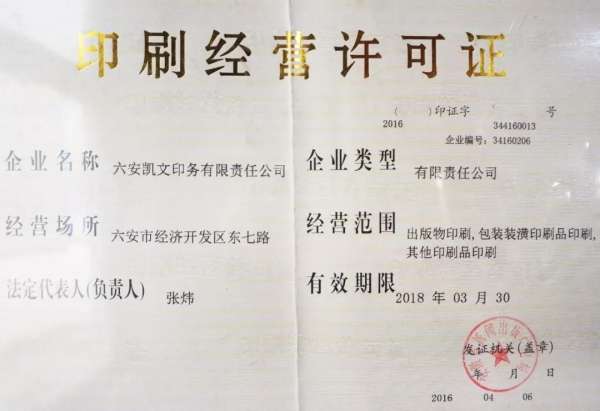 印刷经营许可证
( )印证字 号
2016 344160013
企业编号: 34160206
企业名称 六安凯文印务有限责任公司 企业类型 有限责任公司
经营场所 六安市经济开发区东七路 经营范围 出版物印刷,包装装潢印刷品印刷,
其他印刷品印刷
法定代表人(负责人) 张炜 有效期限 2018 年 03 月 30
发证机关(盖章)
年 月 日
2016 04 06